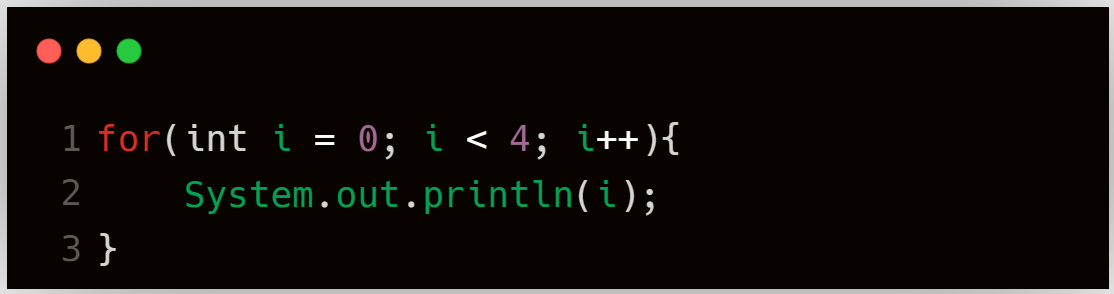 1 for(int i = 0; i < 4; i++){
2     System.out.println(i);
3 }